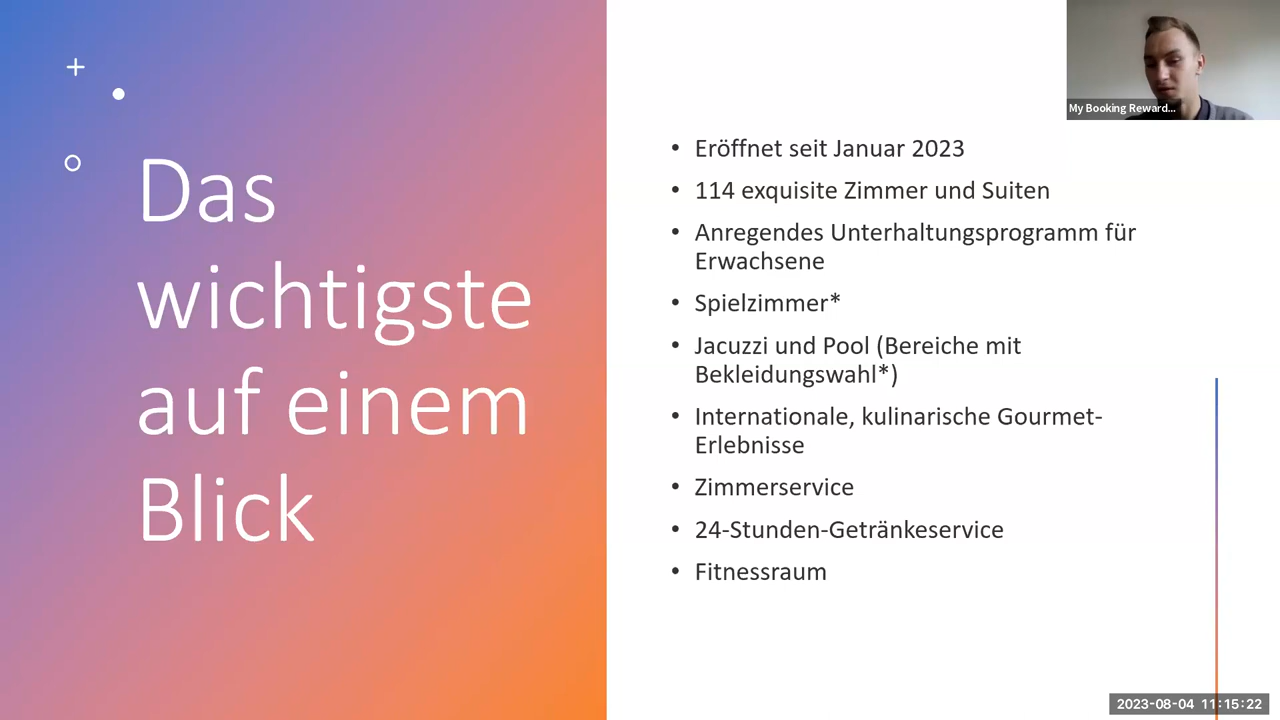 Das
wichtigste
auf einem
Blick
My Booking Reward...
• Eröffnet seit Januar 2023
• 114 exquisite Zimmer und Suiten
• Anregendes Unterhaltungsprogramm für
Erwachsene
• Spielzimmer*
• Jacuzzi und Pool (Bereiche mit
Bekleidungswahl*)
• Internationale, kulinarische Gourmet-
Erlebnisse
• Zimmerservice
• 24-Stunden-Getränkeservice
• Fitnessraum
2023-08-04 11:15:22